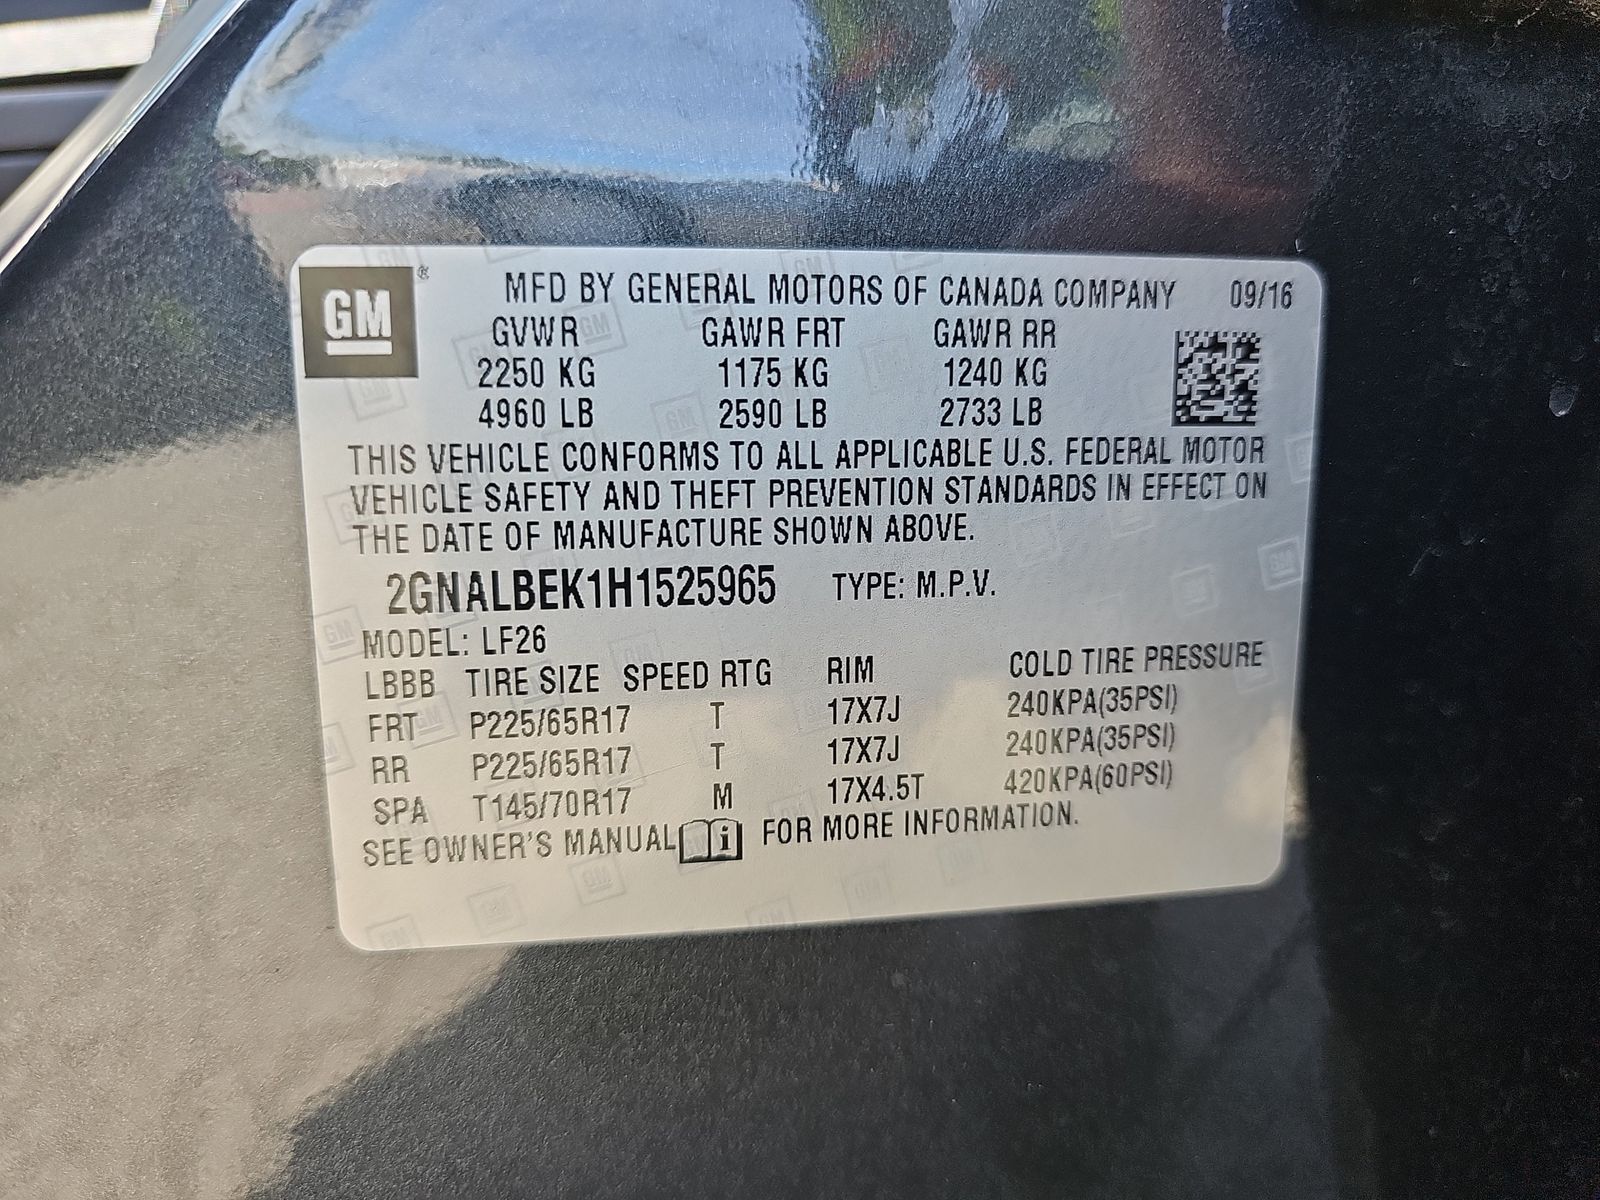 GM ® MFD BY GENERAL MOTORS OF CANADA COMPANY 09/16
GVWR GAWR FRT GAWR RR
2250 KG 1175 KG 1240 KG
4960 LB 2590 LB 2733 LB
THIS VEHICLE CONFORMS TO ALL APPLICABLE U.S. FEDERAL MOTOR
VEHICLE SAFETY AND THEFT PREVENTION STANDARDS IN EFFECT ON
THE DATE OF MANUFACTURE SHOWN ABOVE.
2GNALBEK1H1525965 TYPE: M.P.V.
MODEL: LF26
LBBB TIRE SIZE SPEED RTG RIM COLD TIRE PRESSURE
FRT P225/65R17 T 17X7J 240KPA(35PSI)
RR P225/65R17 T 17X7J 240KPA(35PSI)
SPA T145/70R17 M 17X4.5T 420KPA(60PSI)
SEE OWNER'S MANUAL i FOR MORE INFORMATION.